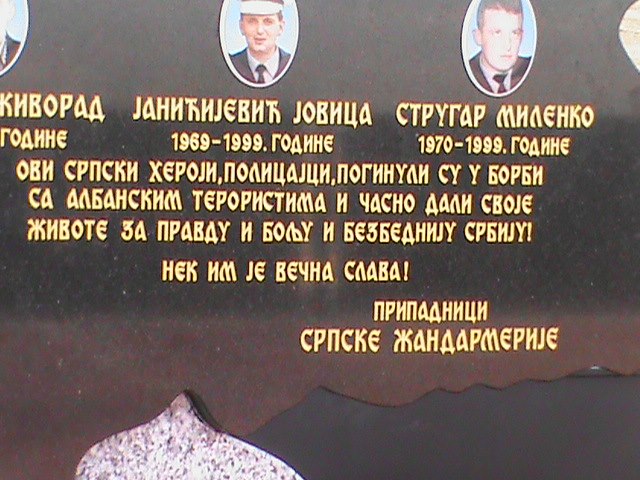 ЖИВОРАД ЈАНИЋИЈЕВИЋ ЈОВИЦА СТРУГАР МИЛЕНКО
ГОДИНЕ 1969-1999. ГОДИНЕ 1970-1999. ГОДИНЕ
ОВИ СРПСКИ ХЕРОЈИ,ПОЛИЦАЈЦИ,ПОГИНУЛИ СУ У БОРБИ
СА АЛБАНСКИМ ТЕРОРИСТИМА И ЧАСНО ДАЛИ СВОЈЕ
ЖИВОТЕ ЗА ПРАВДУ И БОЉУ И БЕЗБЕДНИЈУ СРБИЈУ!
НЕК ИМ ЈЕ ВЕЧНА СЛАВА!
ПРИПАДНИЦИ
СРПСКЕ ЖАНДАРМЕРИЈЕ